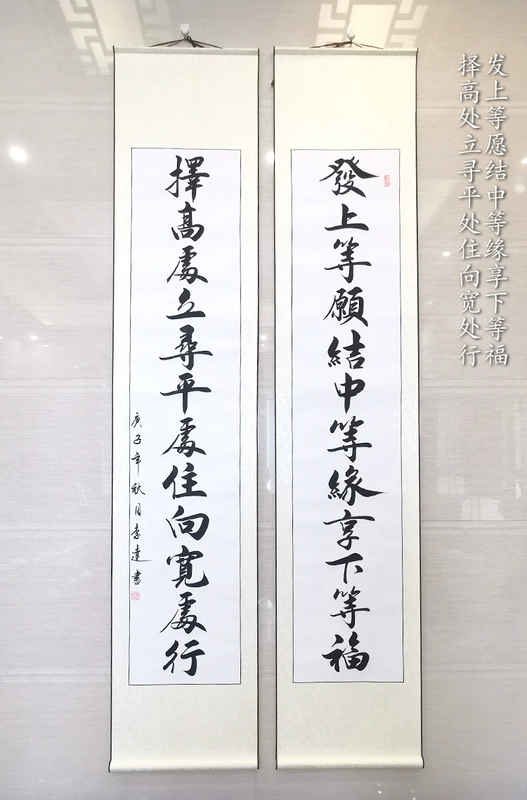 发上等愿结中等缘享下等福
择高处立寻平处住向宽处行
發上等願結中等緣享下等福
擇高處立尋平處住向寬處行
庚子年秋月李達書